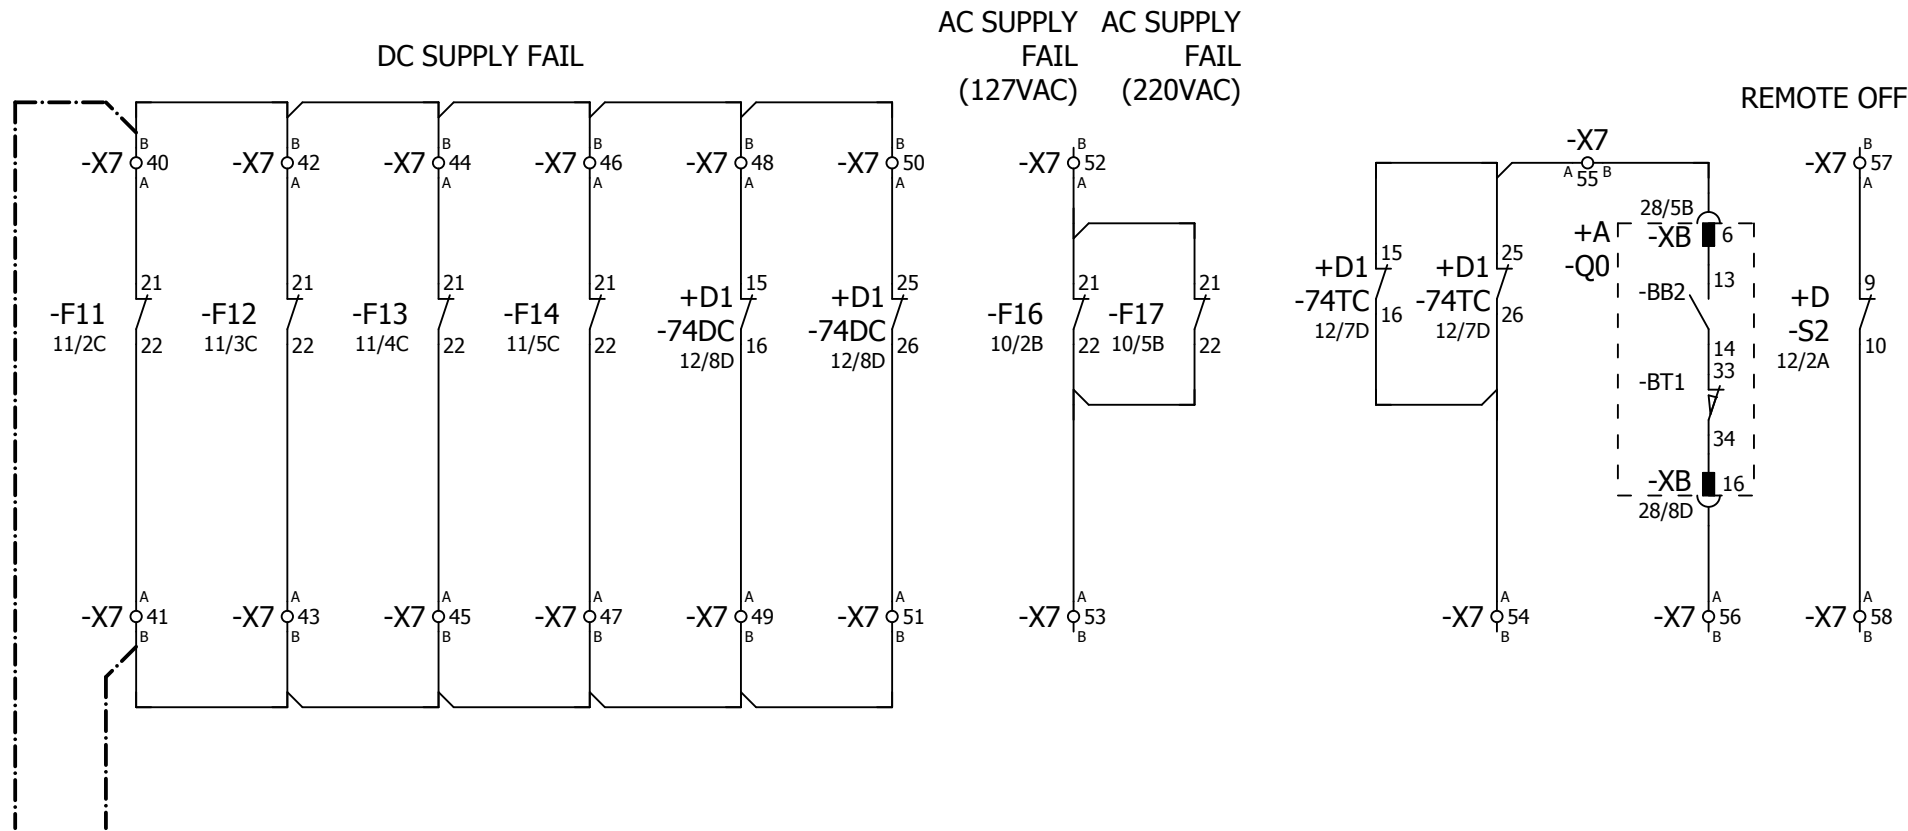 DC SUPPLY FAIL
AC SUPPLY
FAIL
(127VAC)
AC SUPPLY
FAIL
(220VAC)
REMOTE OFF
B
-X7 40
A
B
-X7 42
A
B
-X7 44
A
B
-X7 46
A
B
-X7 48
A
B
-X7 50
A
B
-X7 52
A
-X7
A 55 B
B
-X7 57
A
21
-F11
11/2C 22
21
-F12
11/3C 22
21
-F13
11/4C 22
21
-F14
11/5C 22
15
+D1
-74DC
16
12/8D
25
+D1
-74DC
26
12/8D
21
-F16
10/2B 22
21
-F17
10/5B 22
15
+D1
-74TC
16
12/7D
25
+D1
-74TC
26
12/7D
28/5B
+A
-Q0
-XB 6
13
-BB2
14
33
-BT1
34
-XB 16
28/8D
9
+D
-S2
10
12/2A
A
-X7 41
B
A
-X7 43
B
A
-X7 45
B
A
-X7 47
B
A
-X7 49
B
A
-X7 51
B
A
-X7 53
B
A
-X7 54
B
A
-X7 56
B
A
-X7 58
B